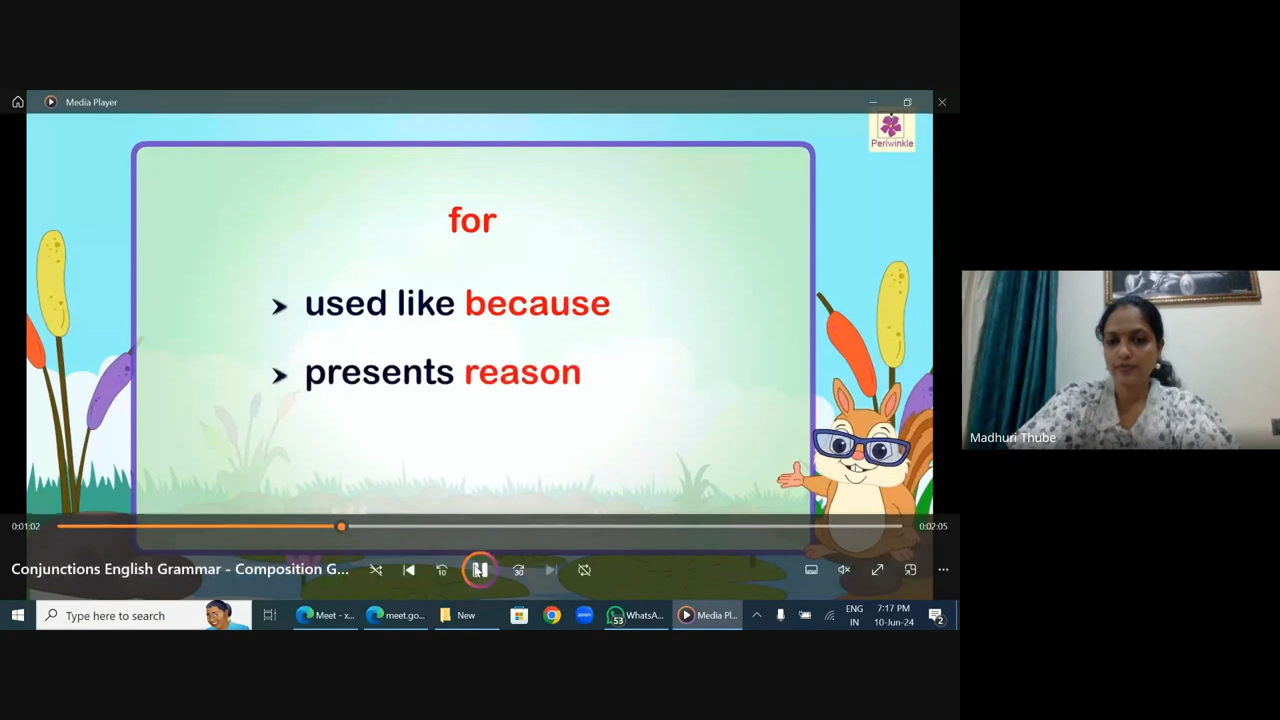 Media Player
Periwinkle
for
used like because
presents reason
Madhuri Thube
0:01:02
0:02:05
Conjunctions English Grammar - Composition G...
10
30
Type here to search
Meet - x...
meet.go...
New
zoom
53
WhatsA...
Media Pl...
ENG
IN
7:17 PM
10-Jun-24
2